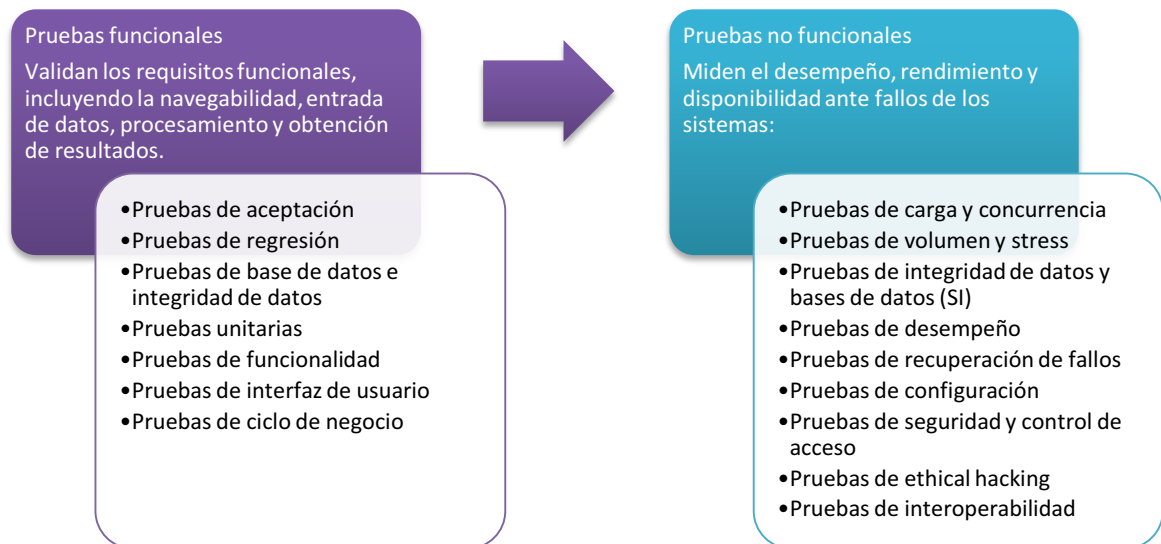 Pruebas funcionales
Validan los requisitos funcionales,
incluyendo la navegabilidad, entrada
de datos, procesamiento y obtención
de resultados.
•Pruebas de aceptación
•Pruebas de regresión
•Pruebas de base de datos e
integridad de datos
•Pruebas unitarias
•Pruebas de funcionalidad
•Pruebas de interfaz de usuario
•Pruebas de ciclo de negocio
Pruebas no funcionales
Miden el desempeño, rendimiento y
disponibilidad ante fallos de los
sistemas:
•Pruebas de carga y concurrencia
•Pruebas de volumen y stress
•Pruebas de integridad de datos y
bases de datos (SI)
•Pruebas de desempeño
•Pruebas de recuperación de fallos
•Pruebas de configuración
•Pruebas de seguridad y control de
acceso
•Pruebas de ethical hacking
•Pruebas de interoperabilidad